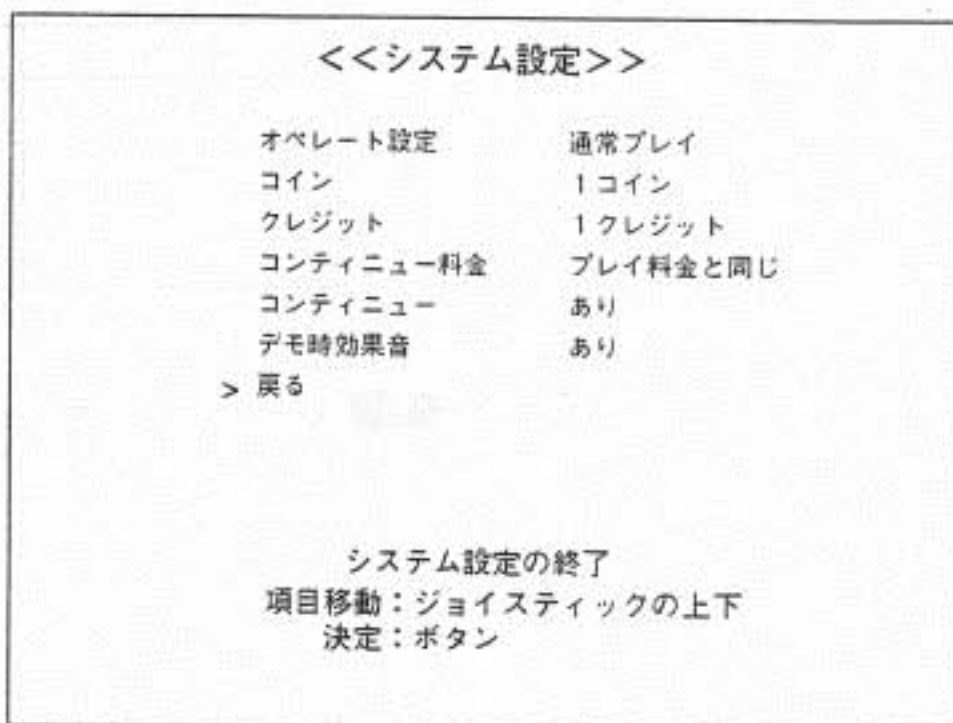 <<システム設定>>
オペレート設定 通常プレイ
コイン 1コイン
クレジット 1クレジット
コンティニュー料金 プレイ料金と同じ
コンティニュー あり
デモ時効果音 あり
> 戻る
システム設定の終了
項目移動：ジョイスティックの上下
決定：ボタン